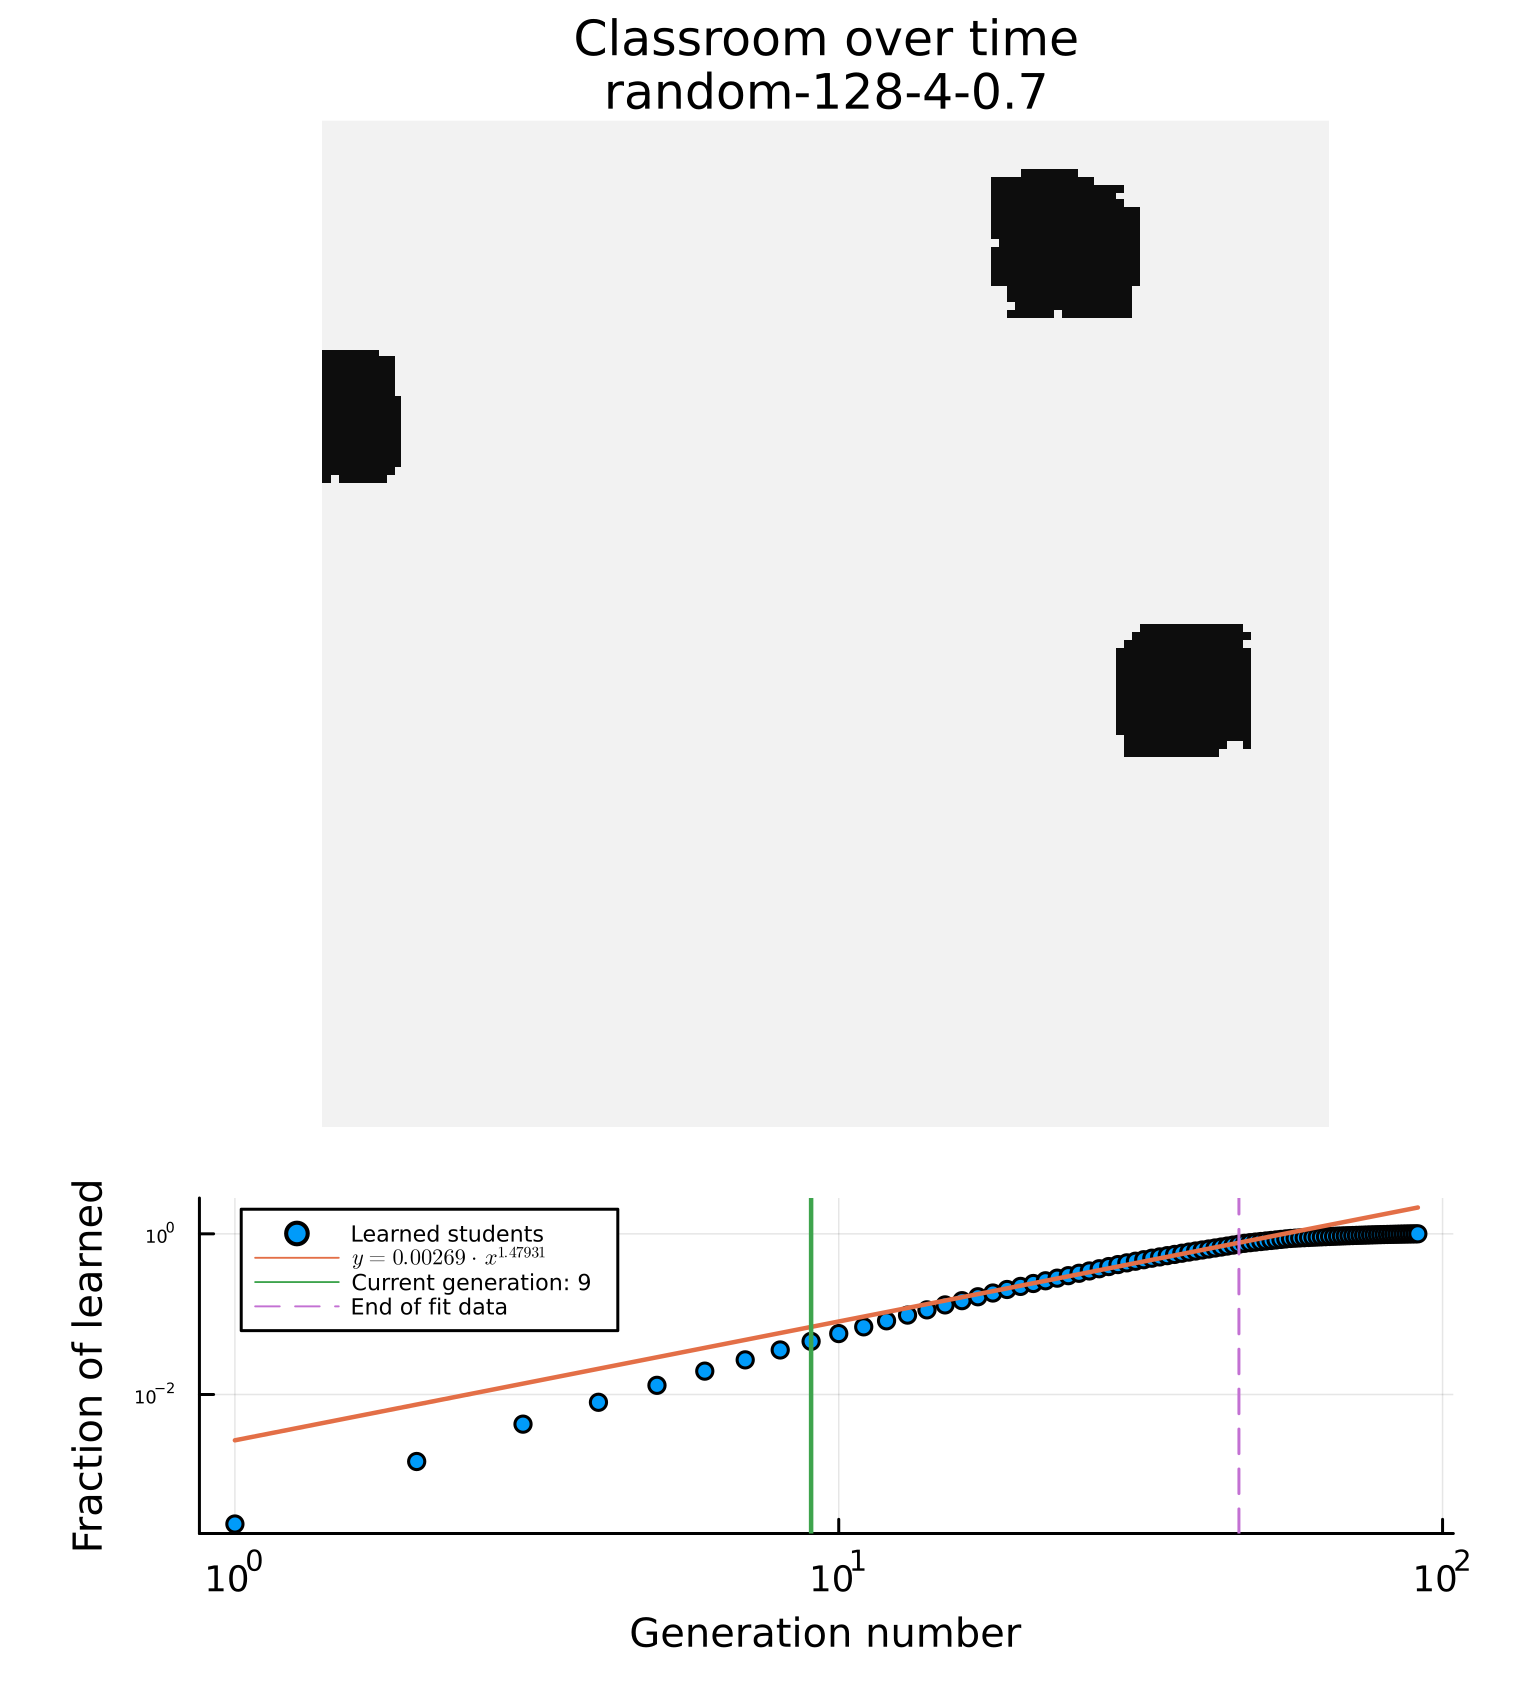 Classroom over time
random-128-4-0.7
Fraction of learned
10^0
10^-2
Learned students
y = 0.00269 · x^1.47931
Current generation: 9
End of fit data
10^0
10^1
10^2
Generation number